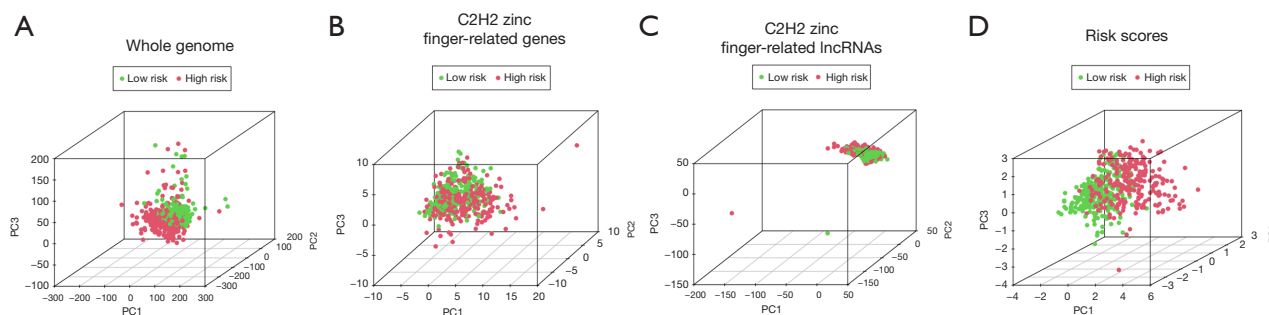 A
Whole genome
Low risk High risk
200
150
100
50
0
−50
−100
PC3
−300 −200 −100 0 100 200 300
PC1
−300
−200
−100
0
100
200
PC2
B
C2H2 zinc
finger-related genes
Low risk High risk
10
5
0
−5
−10
PC3
−10 −5 0 5 10 15 20
PC1
−10
−5
0
5
10
PC2
C
C2H2 zinc
finger-related lncRNAs
Low risk High risk
50
0
−50
−100
−150
PC3
−200 −150 −100 −50 0 50
PC1
−150
−100
−50
0
50
PC2
D
Risk scores
Low risk High risk
3
2
1
0
−1
−2
−3
−4
PC3
−4 −2 0 2 4 6
PC1
−3
−2
−1
0
1
2
3